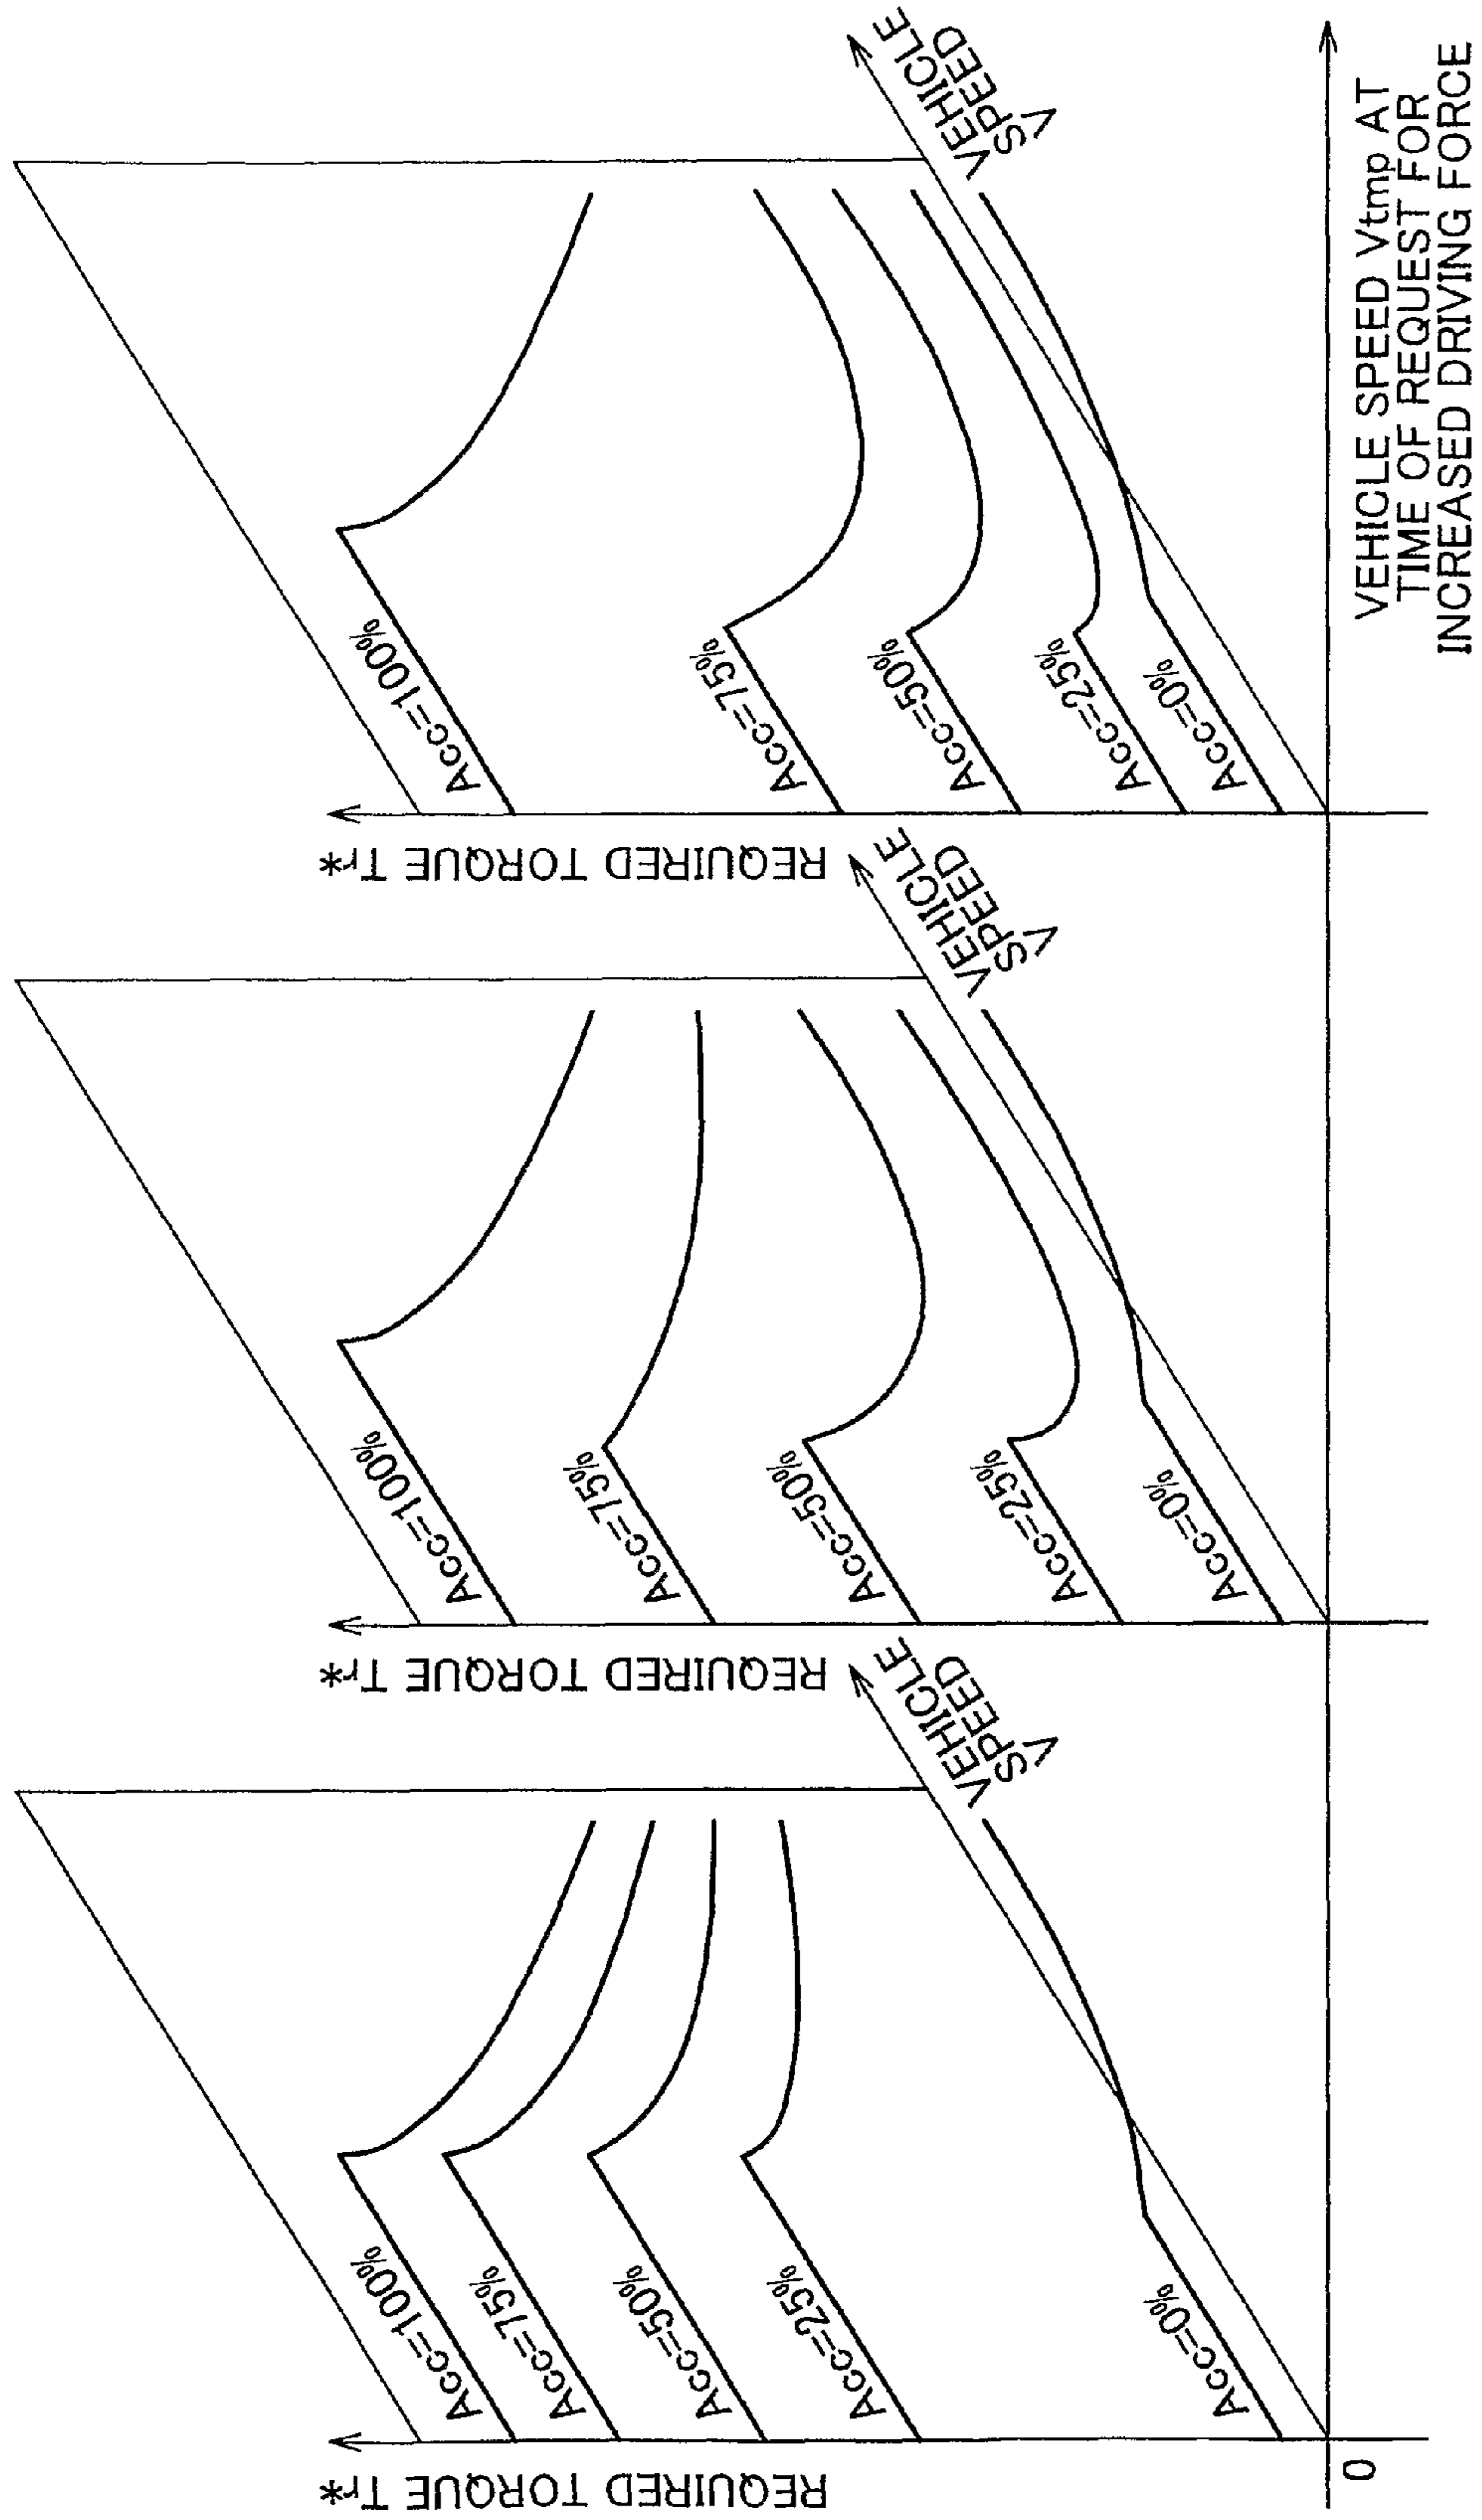 REQUIRED TORQUE Tr*
Acc=100%
Acc=75%
Acc=50%
Acc=25%
Acc=0%
VEHICLE
SPEED
V
REQUIRED TORQUE Tr*
Acc=100%
Acc=75%
Acc=50%
Acc=25%
Acc=0%
VEHICLE
SPEED
V
REQUIRED TORQUE Tr*
Acc=100%
Acc=75%
Acc=50%
Acc=25%
Acc=0%
VEHICLE
SPEED
V
0
VEHICLE SPEED Vtmp AT
TIME OF REQUEST FOR
INCREASED DRIVING FORCE